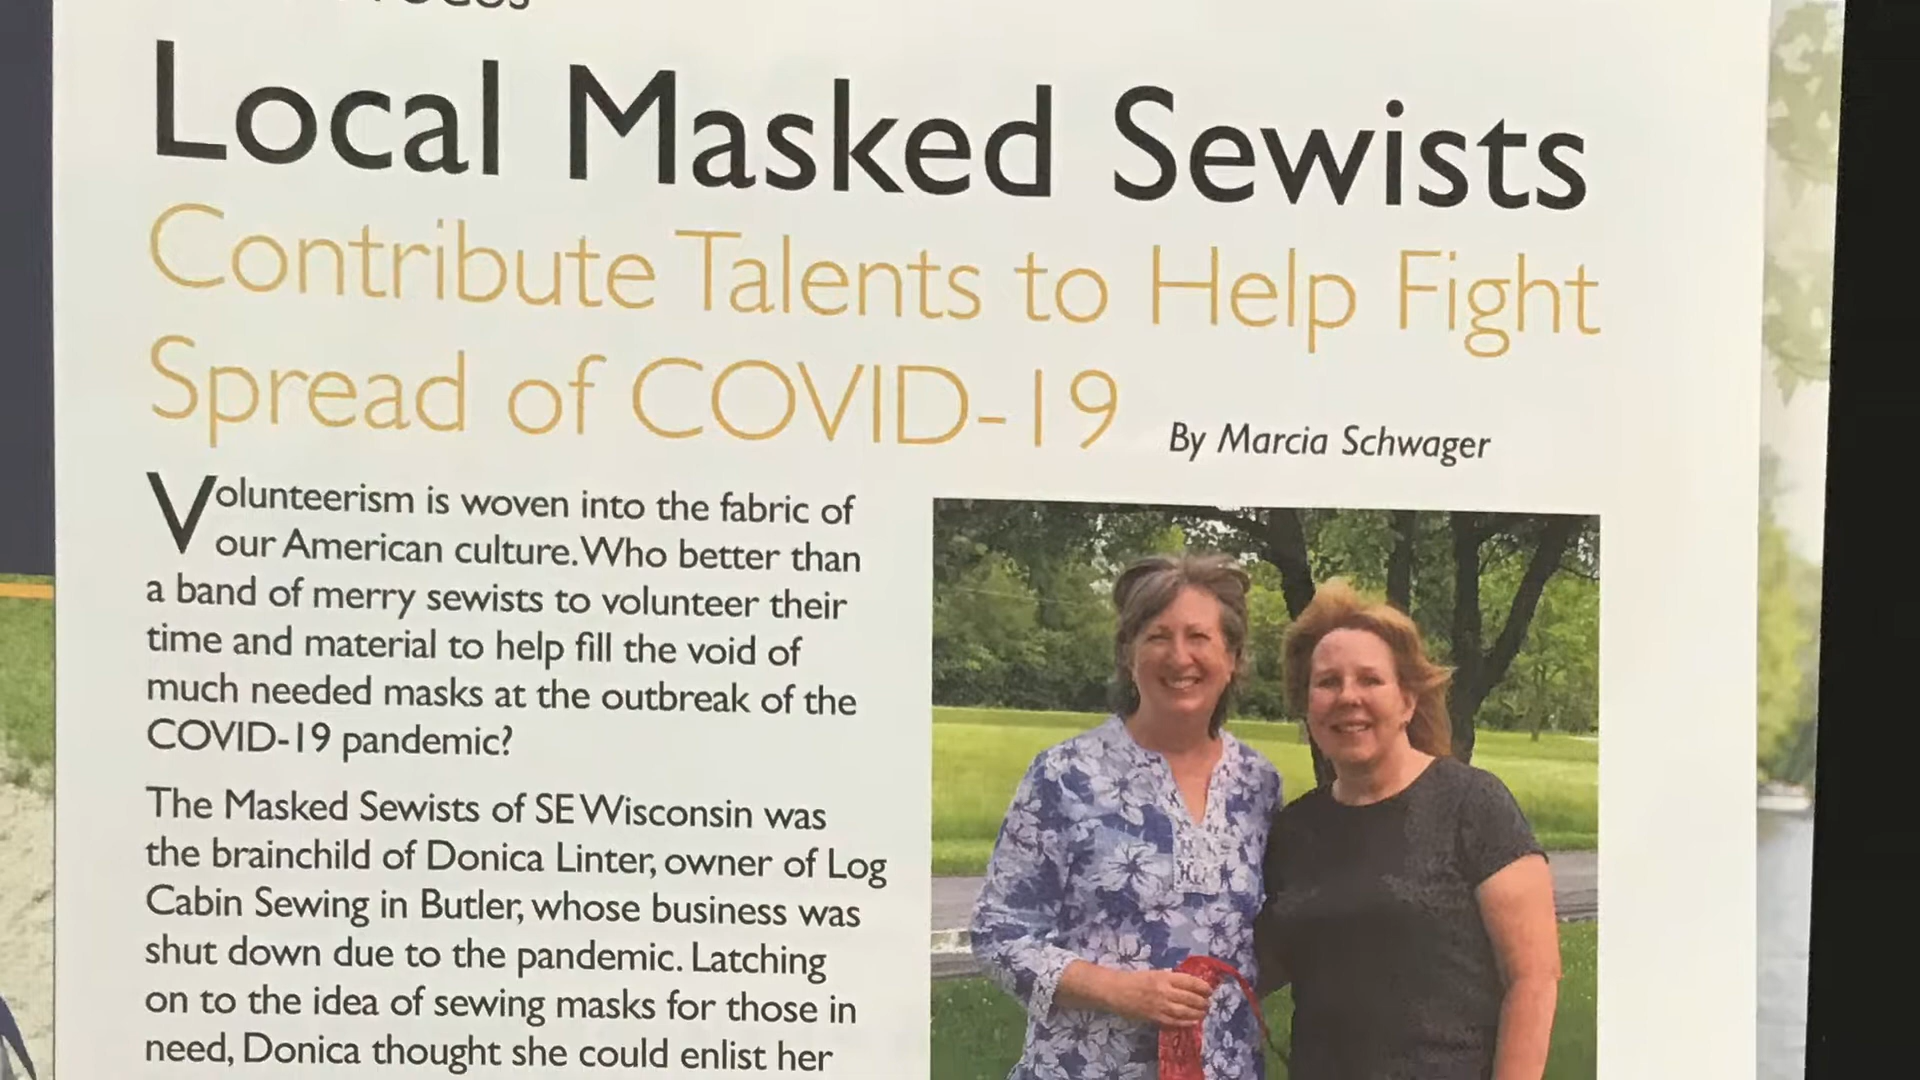 Local Masked Sewists
Contribute Talents to Help Fight
Spread of COVID-19
By Marcia Schwager
Volunteerism is woven into the fabric of
our American culture. Who better than
a band of merry sewists to volunteer their
time and material to help fill the void of
much needed masks at the outbreak of the
COVID-19 pandemic?
The Masked Sewists of SE Wisconsin was
the brainchild of Donica Linter, owner of Log
Cabin Sewing in Butler, whose business was
shut down due to the pandemic. Latching
on to the idea of sewing masks for those in
need, Donica thought she could enlist her